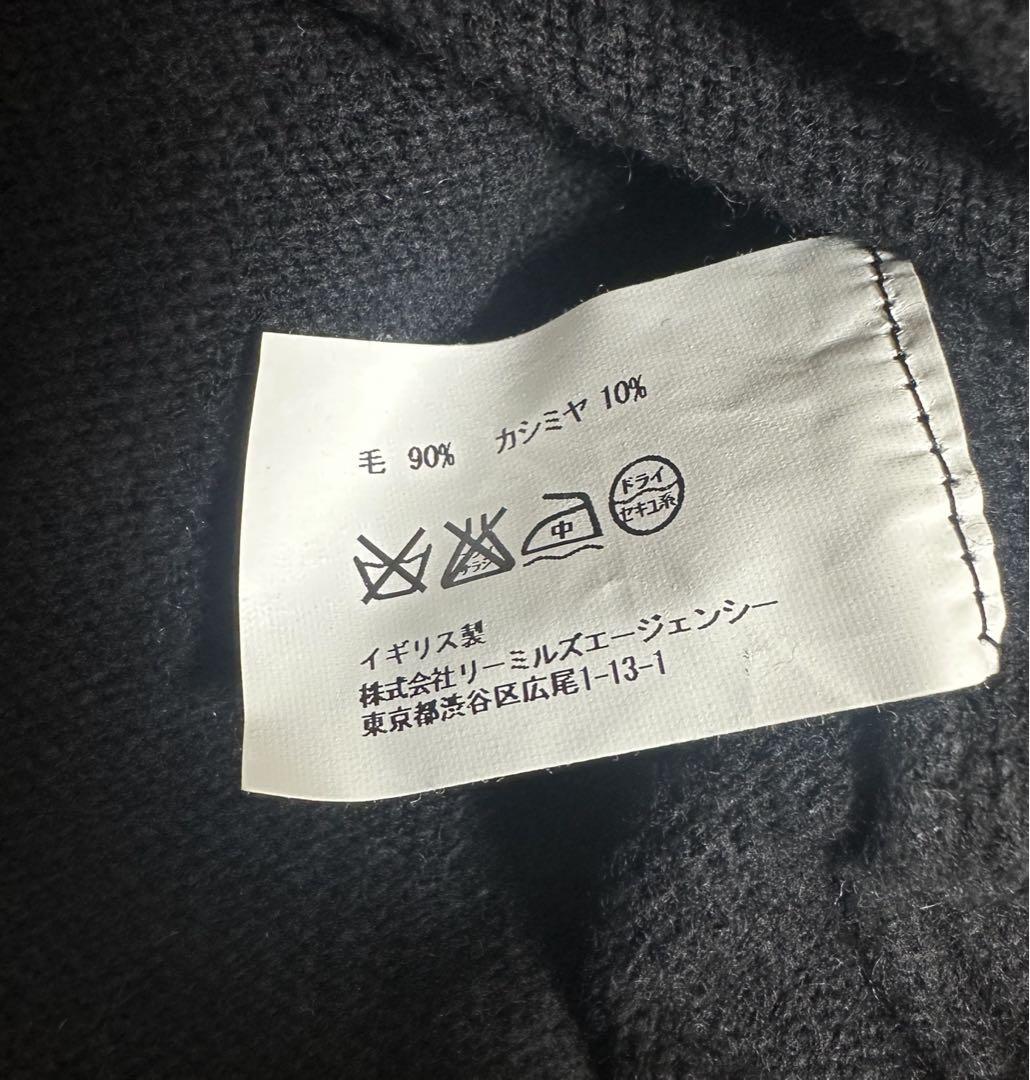 毛 90% カシミヤ 10%
中
ドライ
セキユ系
イギリス製
株式会社リーミルズエージェンシー
東京都渋谷区広尾1-13-1